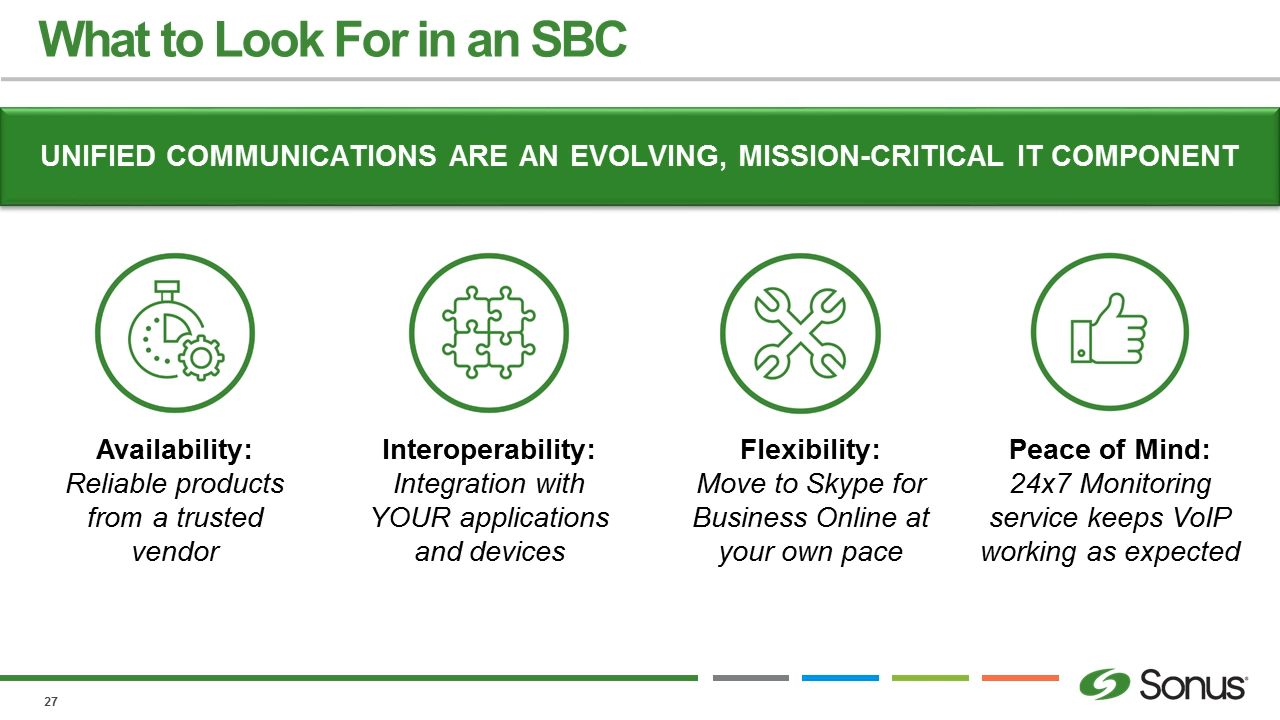 What to Look For in an SBC
UNIFIED COMMUNICATIONS ARE AN EVOLVING, MISSION-CRITICAL IT COMPONENT
Availability:
Reliable products
from a trusted
vendor
Interoperability:
Integration with
YOUR applications
and devices
Flexibility:
Move to Skype for
Business Online at
your own pace
Peace of Mind:
24x7 Monitoring
service keeps VoIP
working as expected
27
Sonus